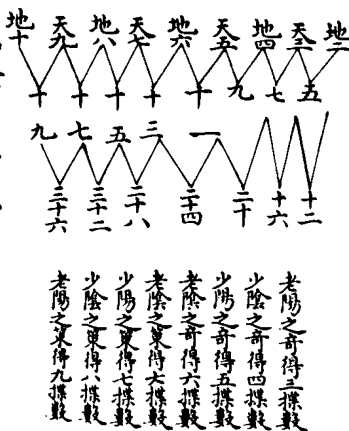 地二
天三
地四
天五
地六
天七
地八
天九
地十
五
七
九
十
十
十
十
十
一
三
五
七
九
十二
十六
二十
二十四
二十八
三十二
三十六
老陽之奇得三揲數
少陰之奇得四揲數
少陽之奇得五揲數
老陰之奇得六揲數
老陰之策得六揲數
少陽之策得七揲數
少陰之策得八揲數
老陽之策得九揲數